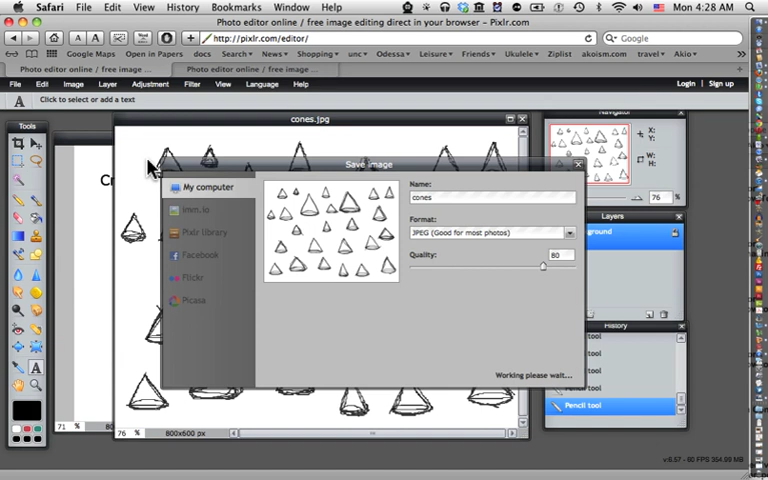 Safari File Edit View History Bookmarks Window Help Mon 4:28 AM
Photo editor online / free image editing direct in your browser – Pixlr.com
http://pixlr.com/editor/ Google
Google Maps Open in Papers docs Search News Shopping unc Odessa Leisure Friends Ukulele Ziplist akoism.com travel Akio
Photo editor online / free image ... Photo editor online / free image ...
File Edit Image Layer Adjustment Filter View Language Help Login Sign up
A Click to select or add a text
Tools
cones.jpg
Navigator
X:
Y:
W:
H:
76 %
Cr
Save image
My computer
imm.io
Pixlr library
Facebook
Flickr
Picasa
Name:
cones
Format:
JPEG (Good for most photos)
Quality:
80
Working please wait...
Layers
ground
History
tool
tool
tool
Pencil tool
Pencil tool
A
71 % 80
76 % 800x600 px